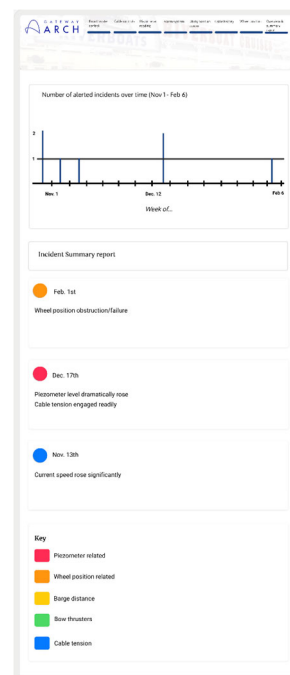 GATEWAY
ARCH
Number of alerted incidents over time (Nov 1 - Feb 6)
2
1
Nov. 1
Dec. 12
Feb 6
Week of...
Incident Summary report
Feb. 1st
Wheel position obstruction/failure
Dec. 17th
Piezometer level dramatically rose
Cable tension engaged readily
Nov. 13th
Current speed rose significantly
Key
Piezometer related
Wheel position related
Barge distance
Bow thrusters
Cable tension